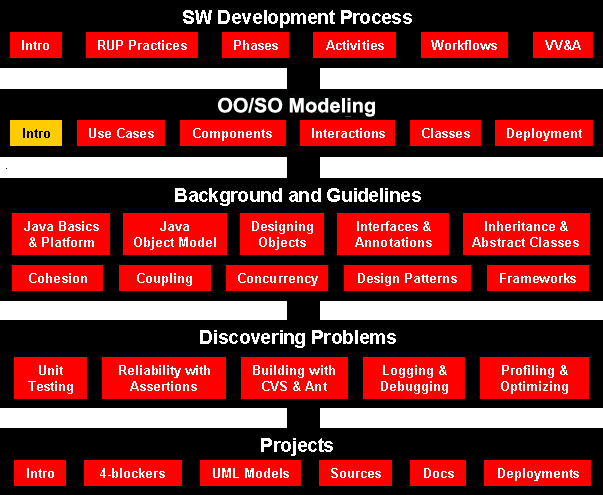 SW Development Process
Intro RUP Practices Phases Activities Workflows VV&A
OO/SO Modeling
Intro Use Cases Components Interactions Classes Deployment
Background and Guidelines
Java Basics Java Designing Interfaces & Inheritance &
& Platform Object Model Objects Annotations Abstract Classes
Cohesion Coupling Concurrency Design Patterns Frameworks
Discovering Problems
Unit Reliability with Building with Logging & Profiling &
Testing Assertions CVS & Ant Debugging Optimizing
Projects
Intro 4-blockers UML Models Sources Docs Deployments